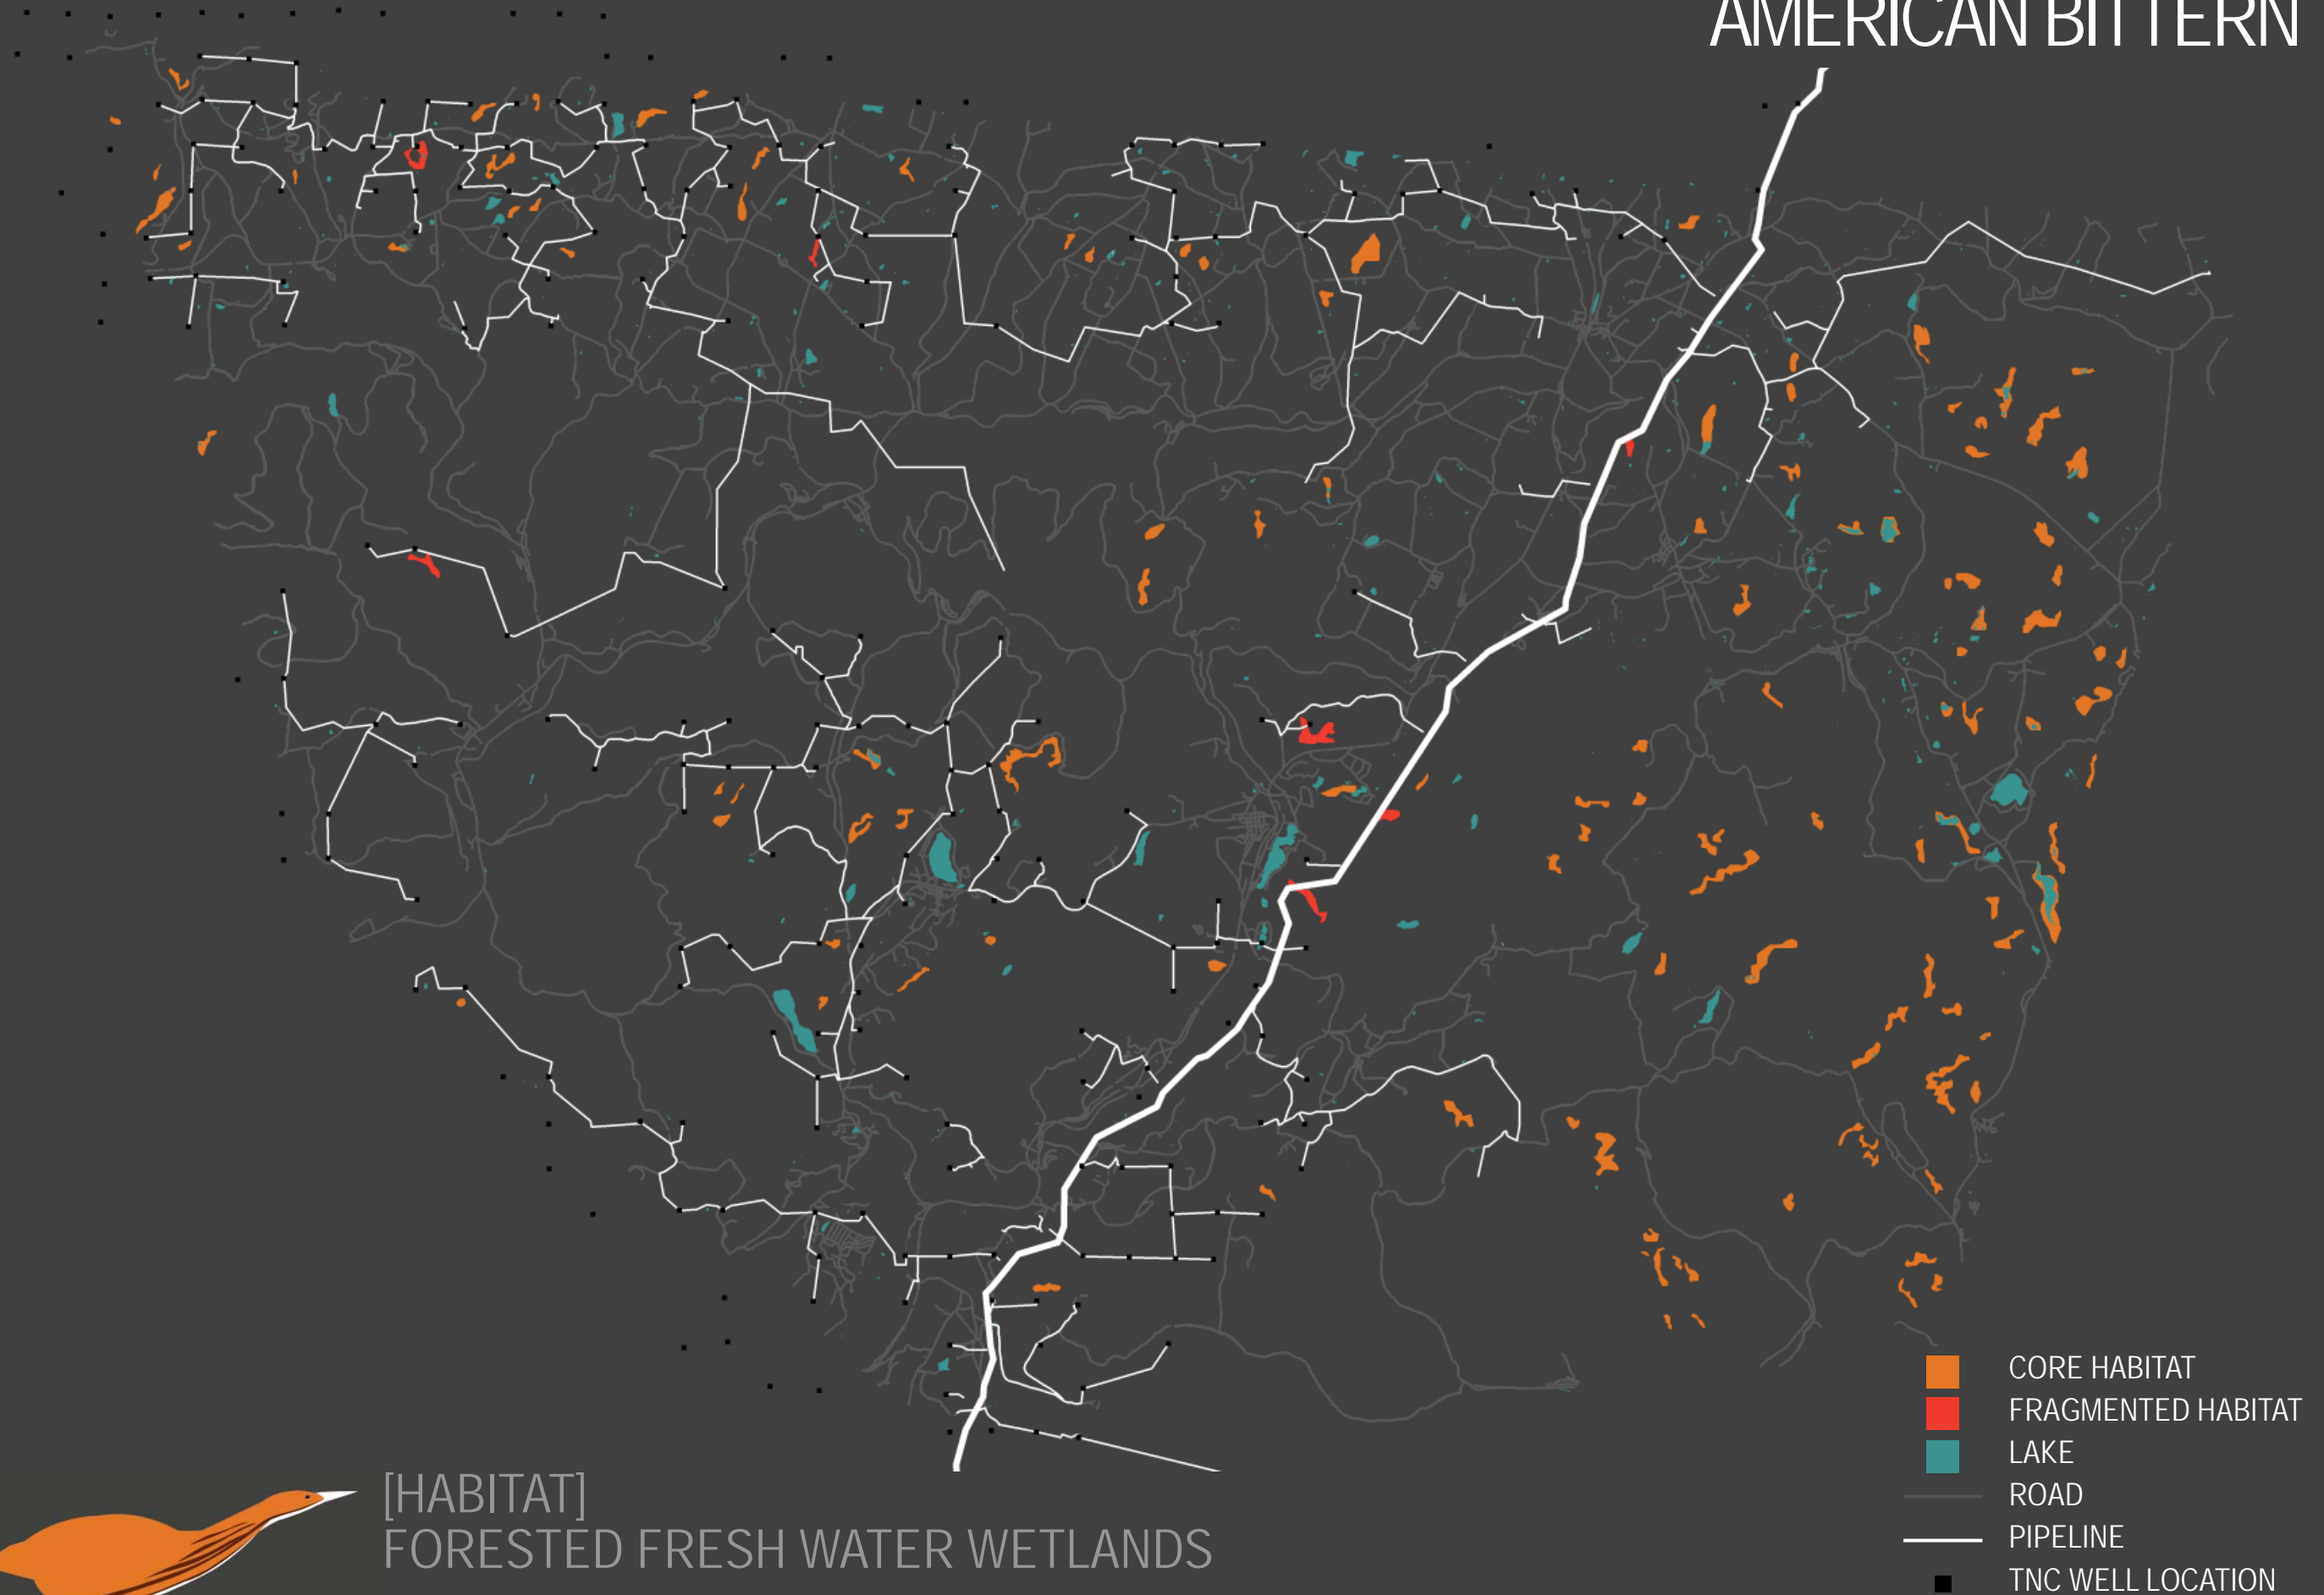 AMERICAN BITTERN
CORE HABITAT
FRAGMENTED HABITAT
LAKE
ROAD
PIPELINE
TNC WELL LOCATION
[HABITAT]
FORESTED FRESH WATER WETLANDS